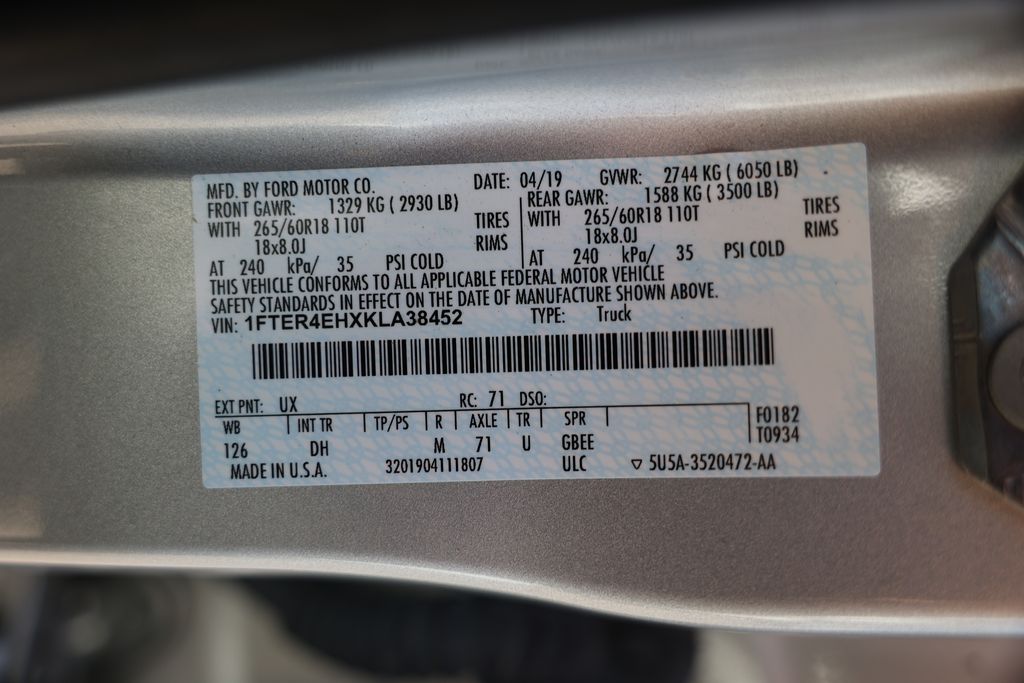 MFD. BY FORD MOTOR CO. DATE: 04/19 GVWR: 2744 KG ( 6050 LB)
FRONT GAWR: 1329 KG ( 2930 LB) REAR GAWR: 1588 KG ( 3500 LB)
WITH 265/60R18 110T TIRES WITH 265/60R18 110T TIRES
18x8.0J RIMS 18x8.0J RIMS
AT 240 kPa/ 35 PSI COLD AT 240 kPa/ 35 PSI COLD
THIS VEHICLE CONFORMS TO ALL APPLICABLE FEDERAL MOTOR VEHICLE
SAFETY STANDARDS IN EFFECT ON THE DATE OF MANUFACTURE SHOWN ABOVE.
VIN: 1FTER4EHXKLA38452 TYPE: Truck
EXT PNT: UX RC: 71 DSO:
WB INT TR TP/PS R AXLE TR SPR F0182
126 DH M 71 U GBEE T0934
MADE IN U.S.A. 3201904111807 ULC ▽ 5U5A-3520472-AA